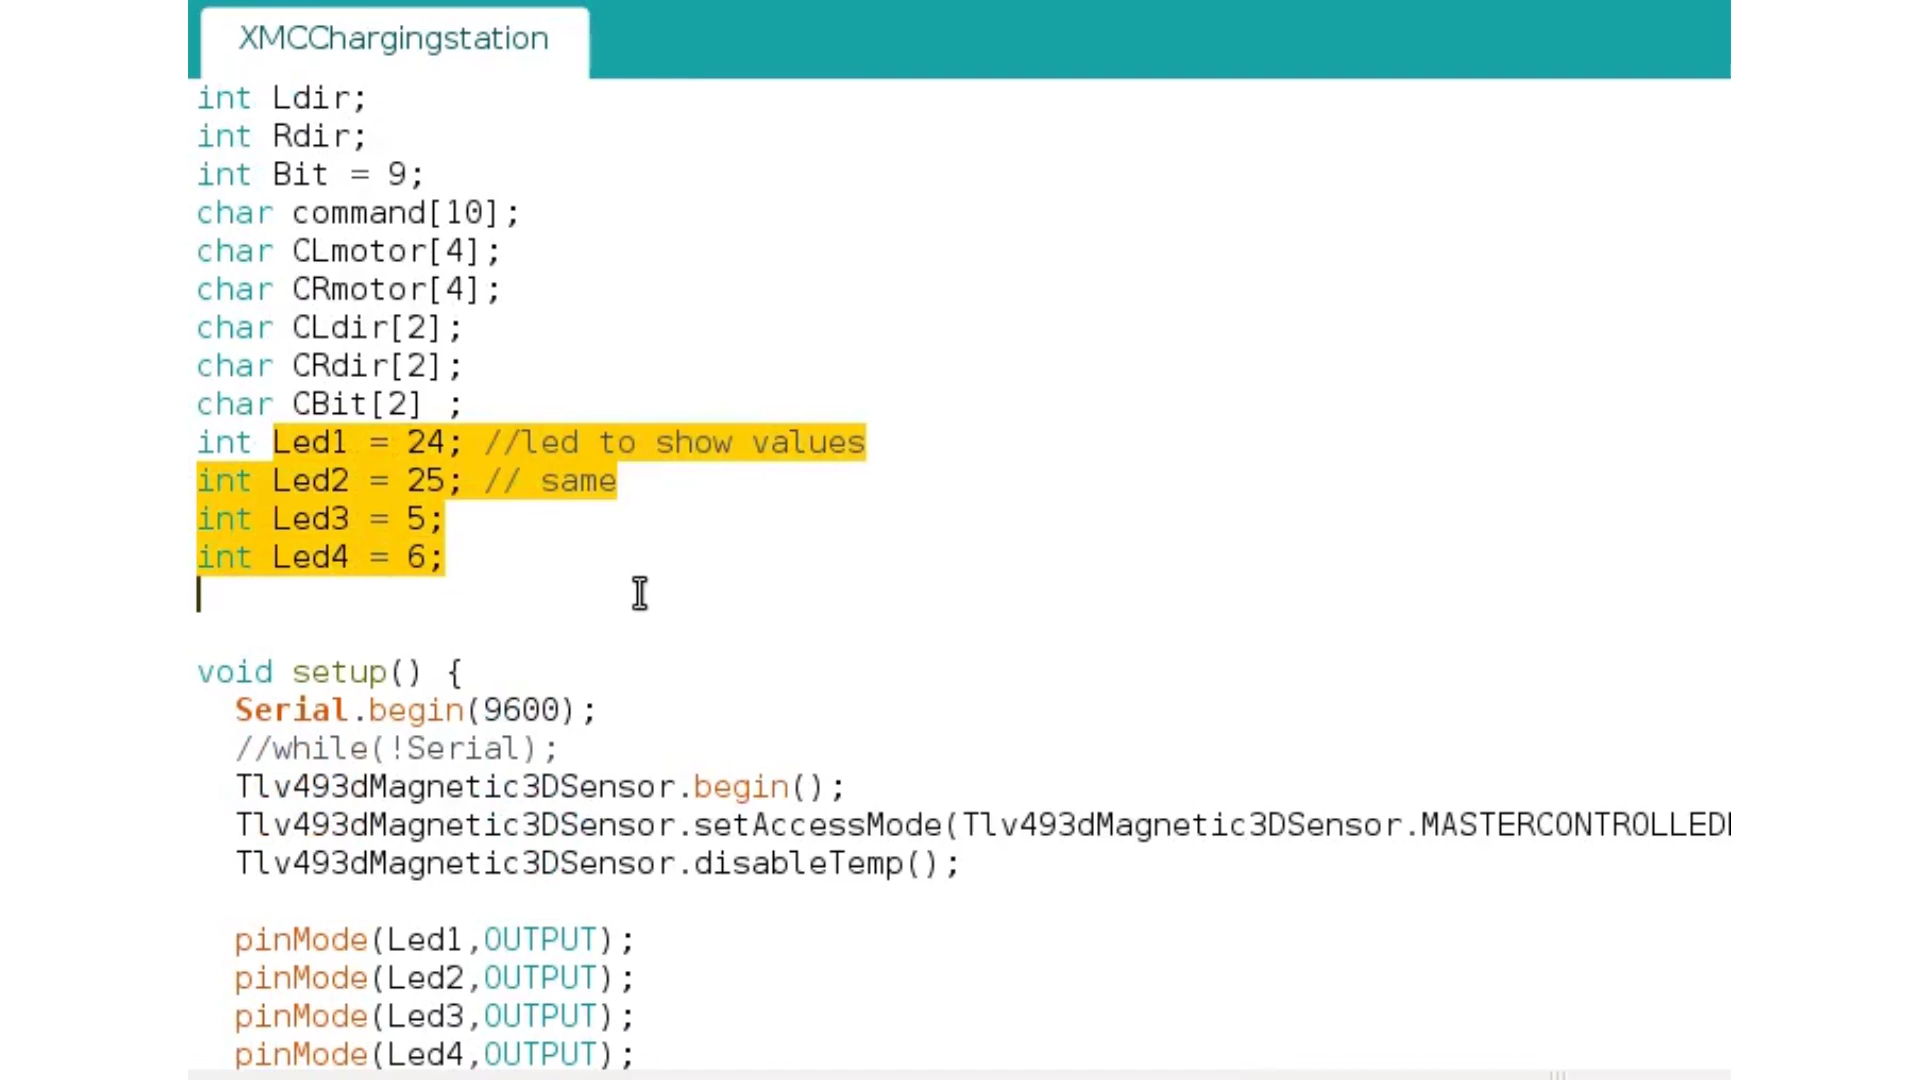 XMCChargingstation
int Ldir;
int Rdir;
int Bit = 9;
char command[10];
char CLmotor[4];
char CRmotor[4];
char CLdir[2];
char CRdir[2];
char CBit[2] ;
int Led1 = 24; //led to show values
int Led2 = 25; // same
int Led3 = 5;
int Led4 = 6;
void setup() {
Serial.begin(9600);
//while(!Serial);
Tlv493dMagnetic3DSensor.begin();
Tlv493dMagnetic3DSensor.setAccessMode(Tlv493dMagnetic3DSensor.MASTERCONTROLLED
Tlv493dMagnetic3DSensor.disableTemp();
pinMode(Led1,OUTPUT);
pinMode(Led2,OUTPUT);
pinMode(Led3,OUTPUT);
pinMode(Led4,OUTPUT);